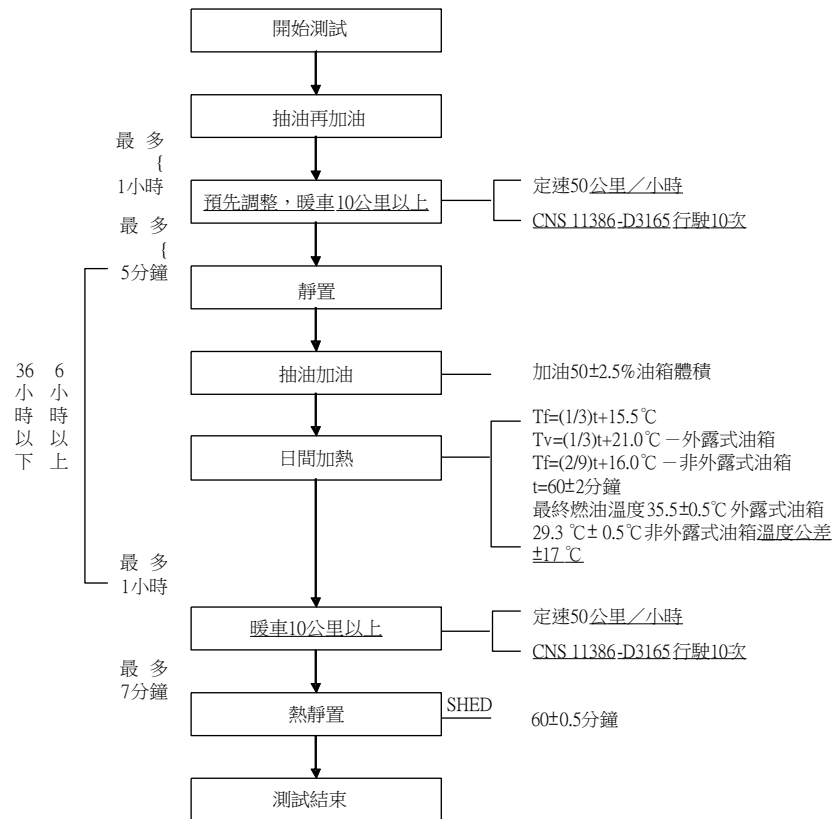 開始測試
抽油再加油
最 多
{
1小時
預先調整，暖車10公里以上
定速50公里／小時
CNS 11386-D3165行駛10次
最 多
{
5分鐘
靜置
36小時以下
6小時以上
抽油加油
加油50±2.5%油箱體積
日間加熱
Tf=(1/3)t+15.5℃
Tv=(1/3)t+21.0℃－外露式油箱
Tf=(2/9)t+16.0℃－非外露式油箱
t=60±2分鐘
最終燃油溫度35.5±0.5℃外露式油箱
29.3 ℃± 0.5℃非外露式油箱溫度公差
±17 ℃
最 多
1小時
暖車10公里以上
定速50公里／小時
CNS 11386-D3165行駛10次
最 多
7分鐘
熱靜置
SHED
60±0.5分鐘
測試結束